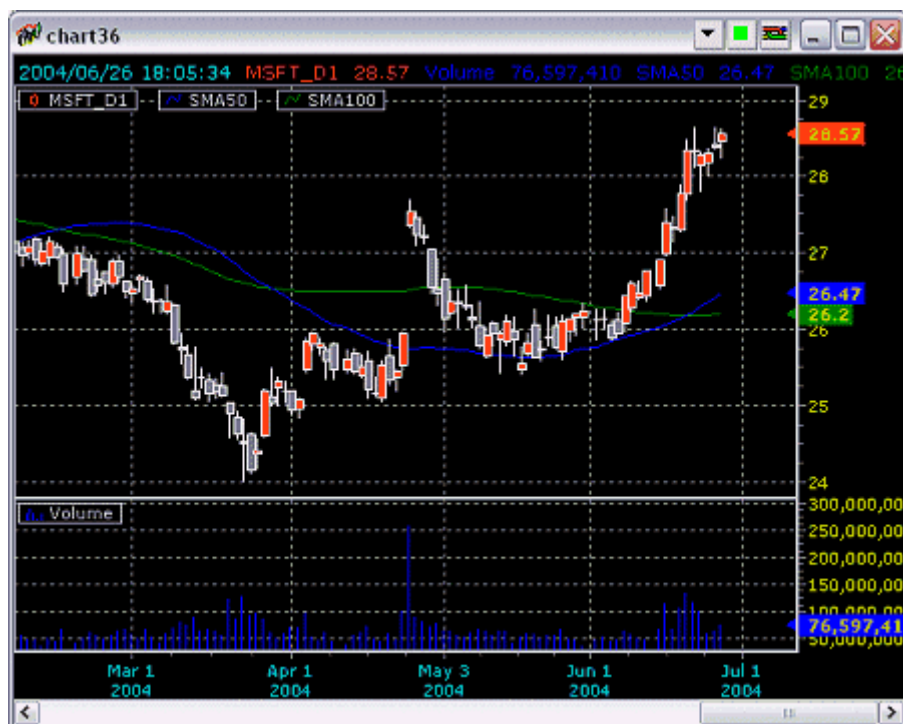 chart36
2004/06/26 18:05:34 MSFT_D1 28.57 Volume 76,597,410 SMA50 26.47 SMA100 26
MSFT_D1 SMA50 SMA100
29
28.57
28
27
26.47
26.2
26
25
24
Volume
300,000,00
250,000,00
200,000,00
150,000,00
100,000,00
76,597,41
50,000,00
Mar 1 Apr 1 May 3 Jun 1 Jul 1
2004 2004 2004 2004 2004